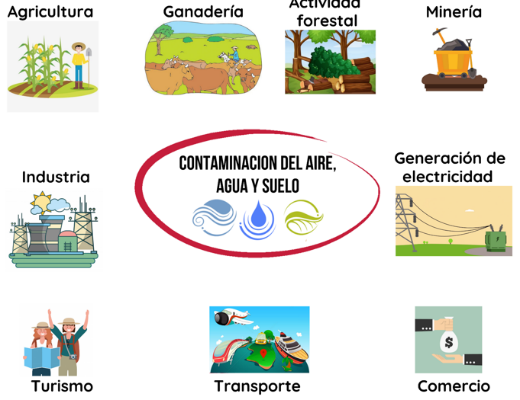 Agricultura
Ganadería
Actividad
forestal
Minería
CONTAMINACION DEL AIRE,
AGUA Y SUELO
Industria
Generación de
electricidad
$
Turismo
Transporte
Comercio